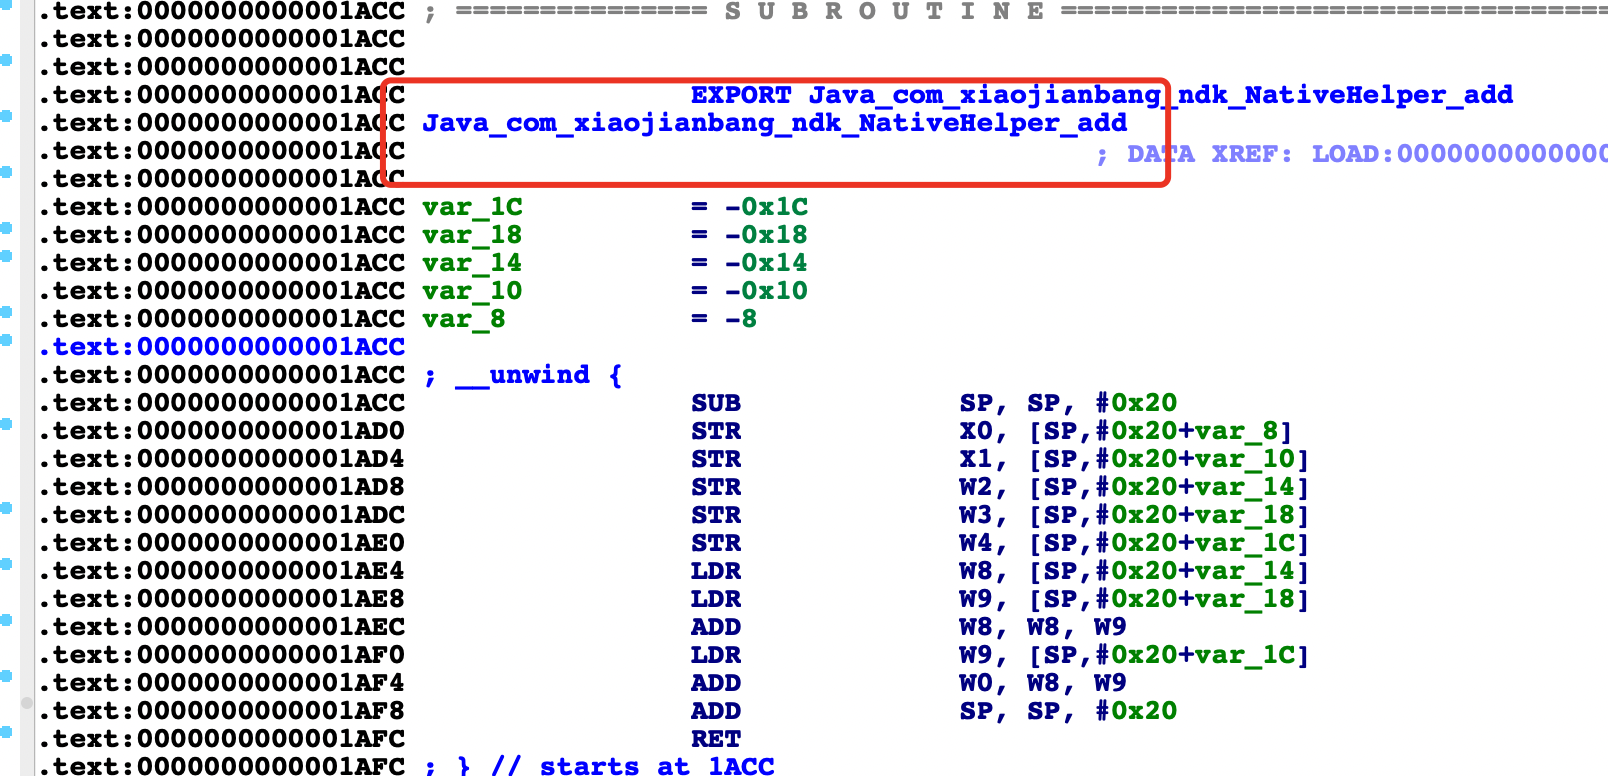 .text:0000000000001ACC ; =============== S U B R O U T I N E =================================
.text:0000000000001ACC
.text:0000000000001ACC
.text:0000000000001ACC EXPORT Java_com_xiaojianbang_ndk_NativeHelper_add
.text:0000000000001ACC Java_com_xiaojianbang_ndk_NativeHelper_add
.text:0000000000001ACC ; DATA XREF: LOAD:0000000000000
.text:0000000000001ACC
.text:0000000000001ACC var_1C = -0x1C
.text:0000000000001ACC var_18 = -0x18
.text:0000000000001ACC var_14 = -0x14
.text:0000000000001ACC var_10 = -0x10
.text:0000000000001ACC var_8 = -8
.text:0000000000001ACC
.text:0000000000001ACC ; __unwind {
.text:0000000000001ACC SUB SP, SP, #0x20
.text:0000000000001AD0 STR X0, [SP,#0x20+var_8]
.text:0000000000001AD4 STR X1, [SP,#0x20+var_10]
.text:0000000000001AD8 STR W2, [SP,#0x20+var_14]
.text:0000000000001ADC STR W3, [SP,#0x20+var_18]
.text:0000000000001AE0 STR W4, [SP,#0x20+var_1C]
.text:0000000000001AE4 LDR W8, [SP,#0x20+var_14]
.text:0000000000001AE8 LDR W9, [SP,#0x20+var_18]
.text:0000000000001AEC ADD W8, W8, W9
.text:0000000000001AF0 LDR W9, [SP,#0x20+var_1C]
.text:0000000000001AF4 ADD W0, W8, W9
.text:0000000000001AF8 ADD SP, SP, #0x20
.text:0000000000001AFC RET
.text:0000000000001AFC ; } // starts at 1ACC